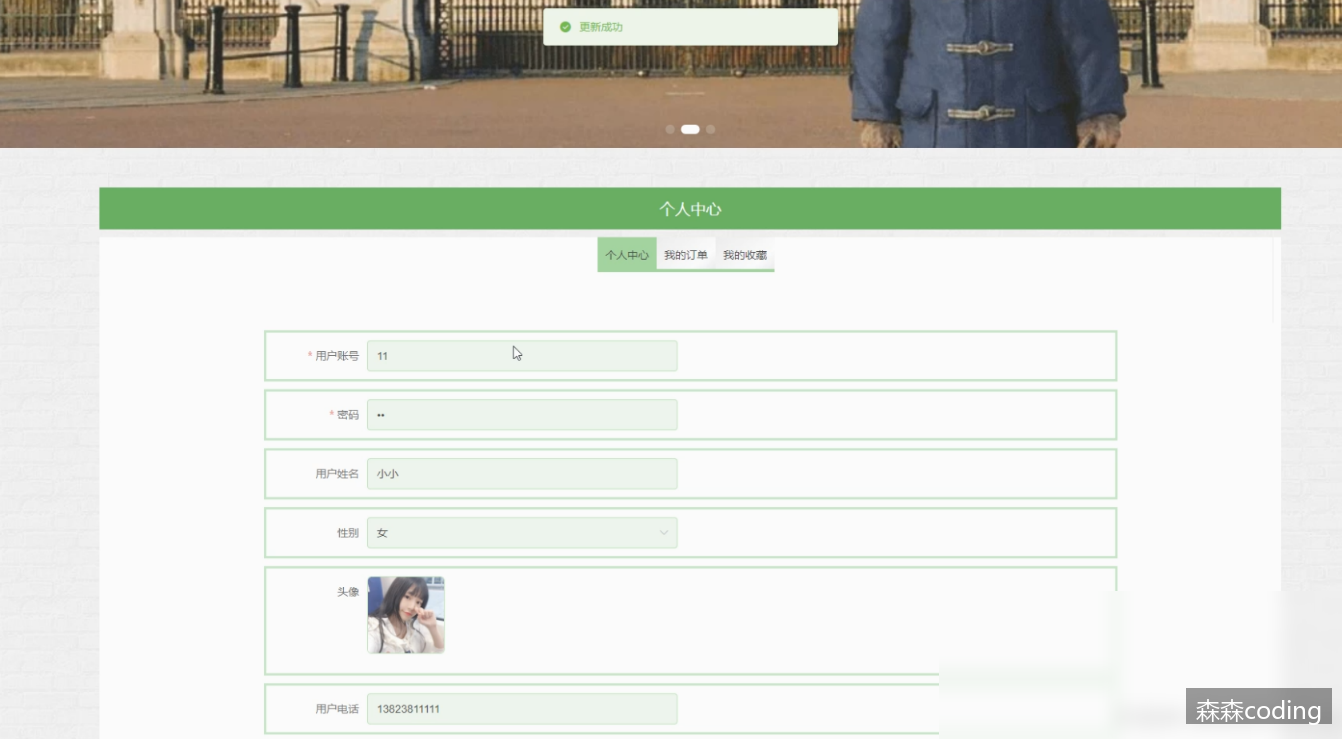 更新成功
个人中心
个人中心 我的订单 我的收藏
* 用户账号 11
* 密码 ••
用户姓名 小小
性别 女
头像
用户电话 13823811111
森森coding